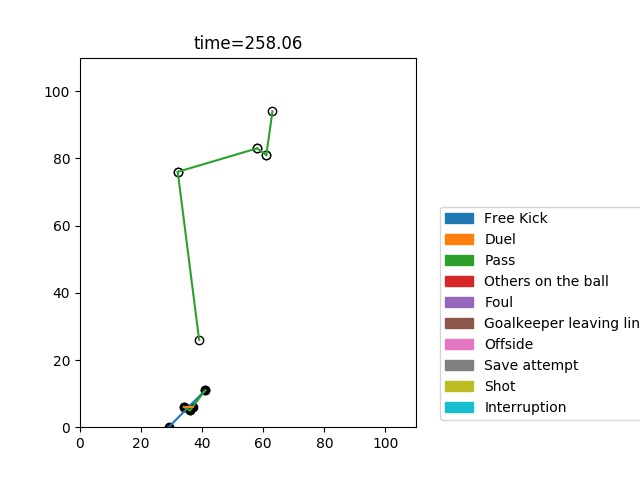 time=258.06
100
80
60
40
20
0
0 20 40 60 80 100
Free Kick
Duel
Pass
Others on the ball
Foul
Goalkeeper leaving lin
Offside
Save attempt
Shot
Interruption